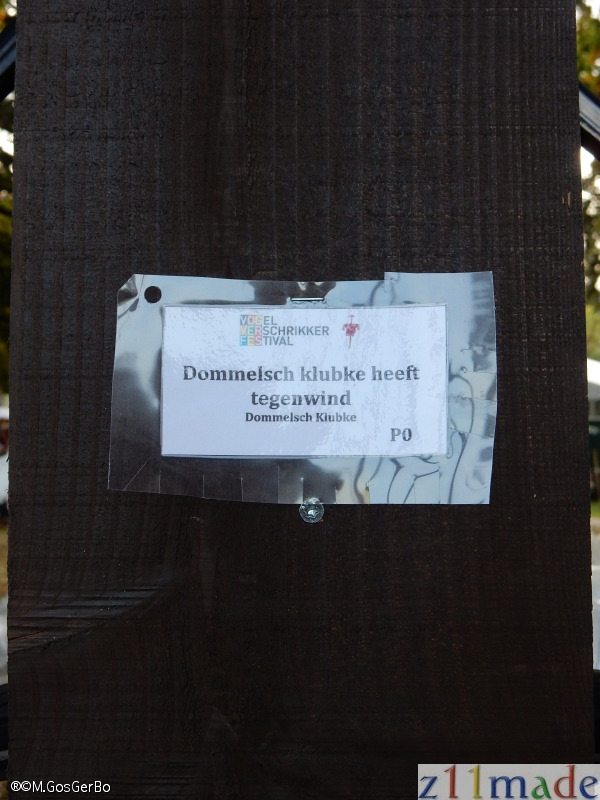 VOGEL
VERSCHRIKKER
FESTIVAL
Dommelsch klubke heeft
tegenwind
Dommelsch Klubke
P0
®©M.GosGerBo
z11made